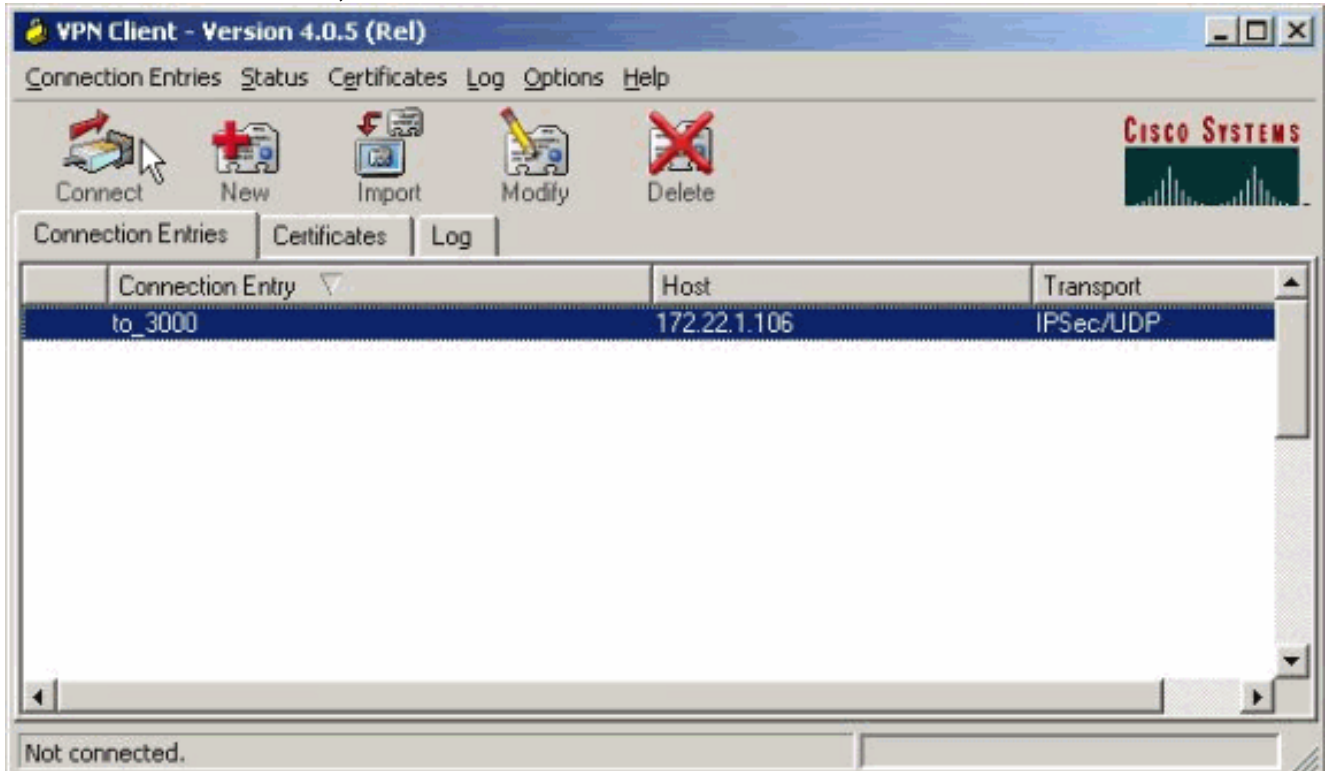 VPN Client - Version 4.0.5 (Rel)
Connection Entries Status Certificates Log Options Help
CISCO SYSTEMS
Connect New Import Modify Delete
Connection Entries Certificates Log
Connection Entry Host Transport
to_3000 172.22.1.106 IPSec/UDP
Not connected.